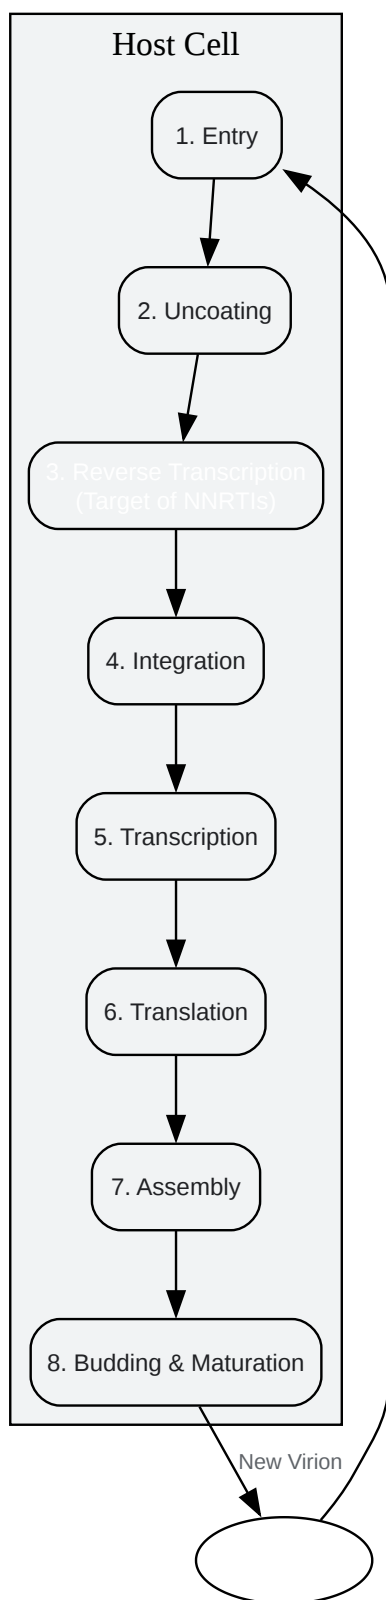 Host Cell
1. Entry
2. Uncoating
3. Reverse Transcription
(Target of NNRTIs)
4. Integration
5. Transcription
6. Translation
7. Assembly
8. Budding & Maturation
New Virion